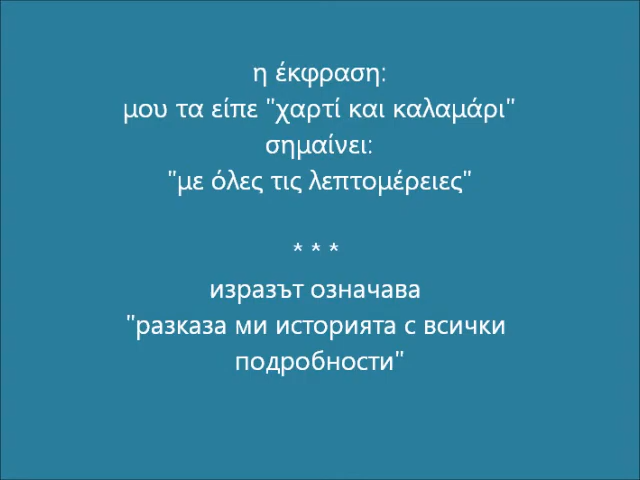 η έκφραση:
μου τα είπε "χαρτί και καλαμάρι"
σημαίνει:
"με όλες τις λεπτομέρειες"
* * *
изразът означава
"разказа ми историята с всички
подробности"